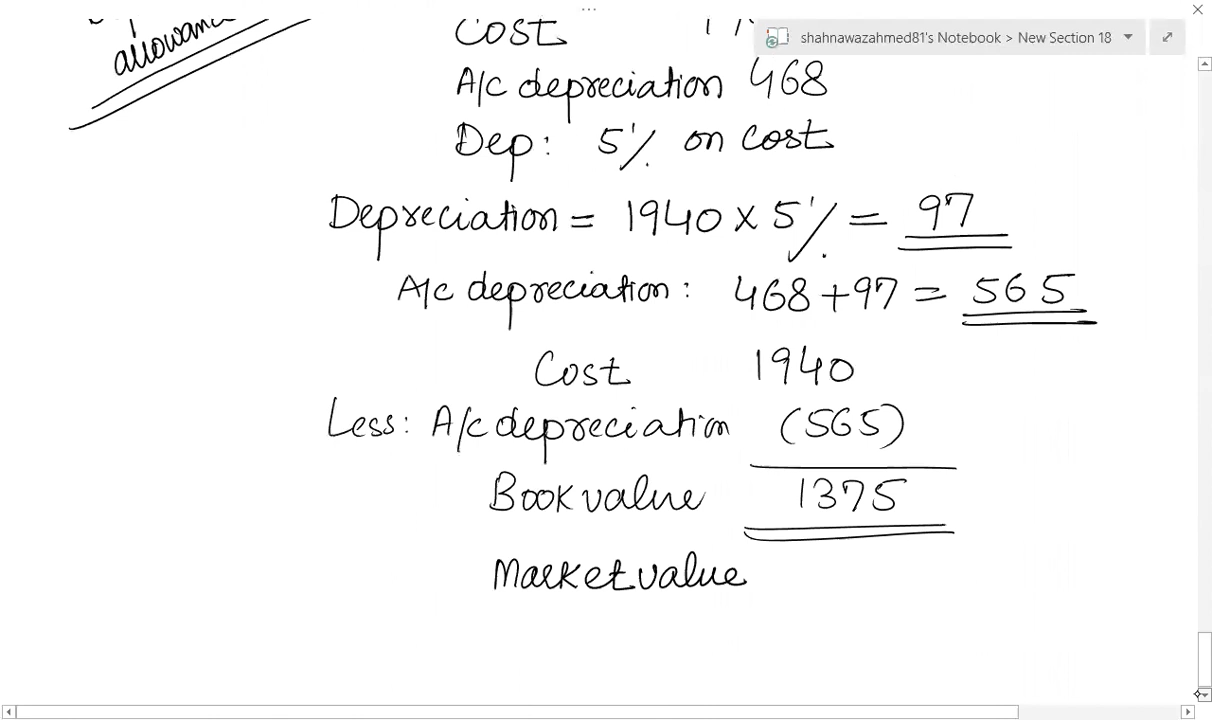 allowance
Cost
shahnawazahmed81's Notebook > New Section 18
A/c depreciation 468
Dep: 5% on cost
Depreciation = 1940 x 5% = 97
A/c depreciation: 468+97 = 565
Cost 1940
Less: A/c depreciation (565)
Book value 1375
Market value